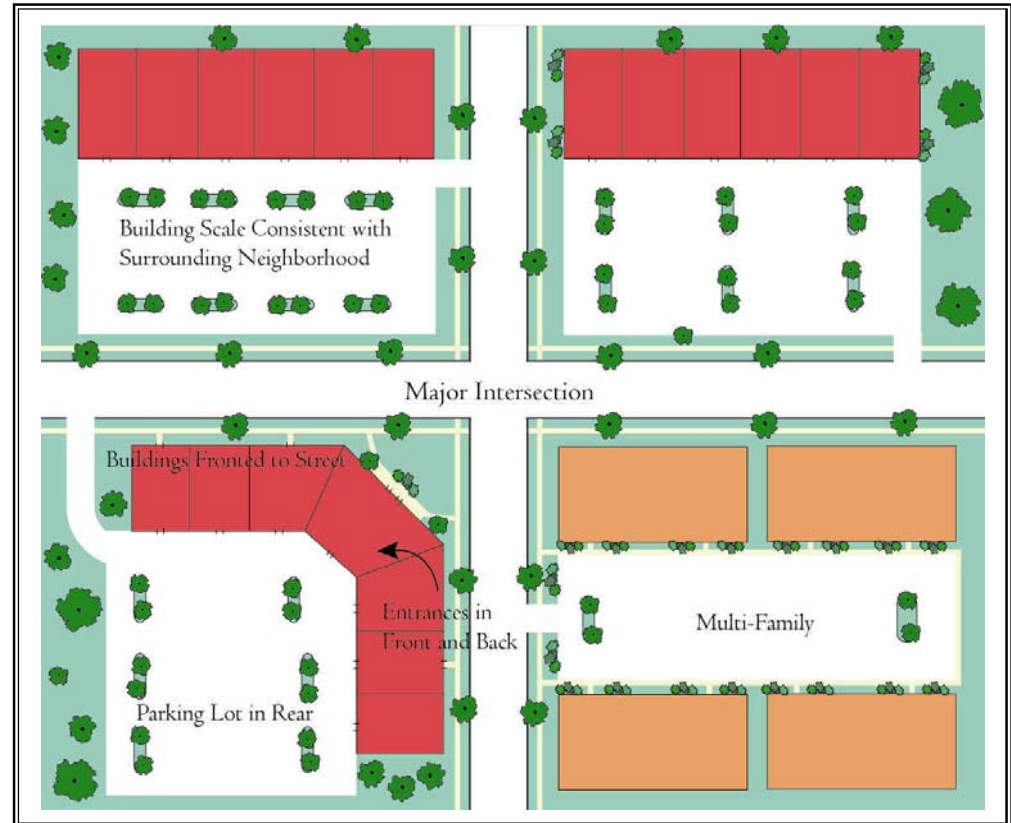 Building Scale Consistent with
Surrounding Neighborhood
Major Intersection
Buildings Fronted to Street
Entrances in
Front and Back
Multi-Family
Parking Lot in Rear